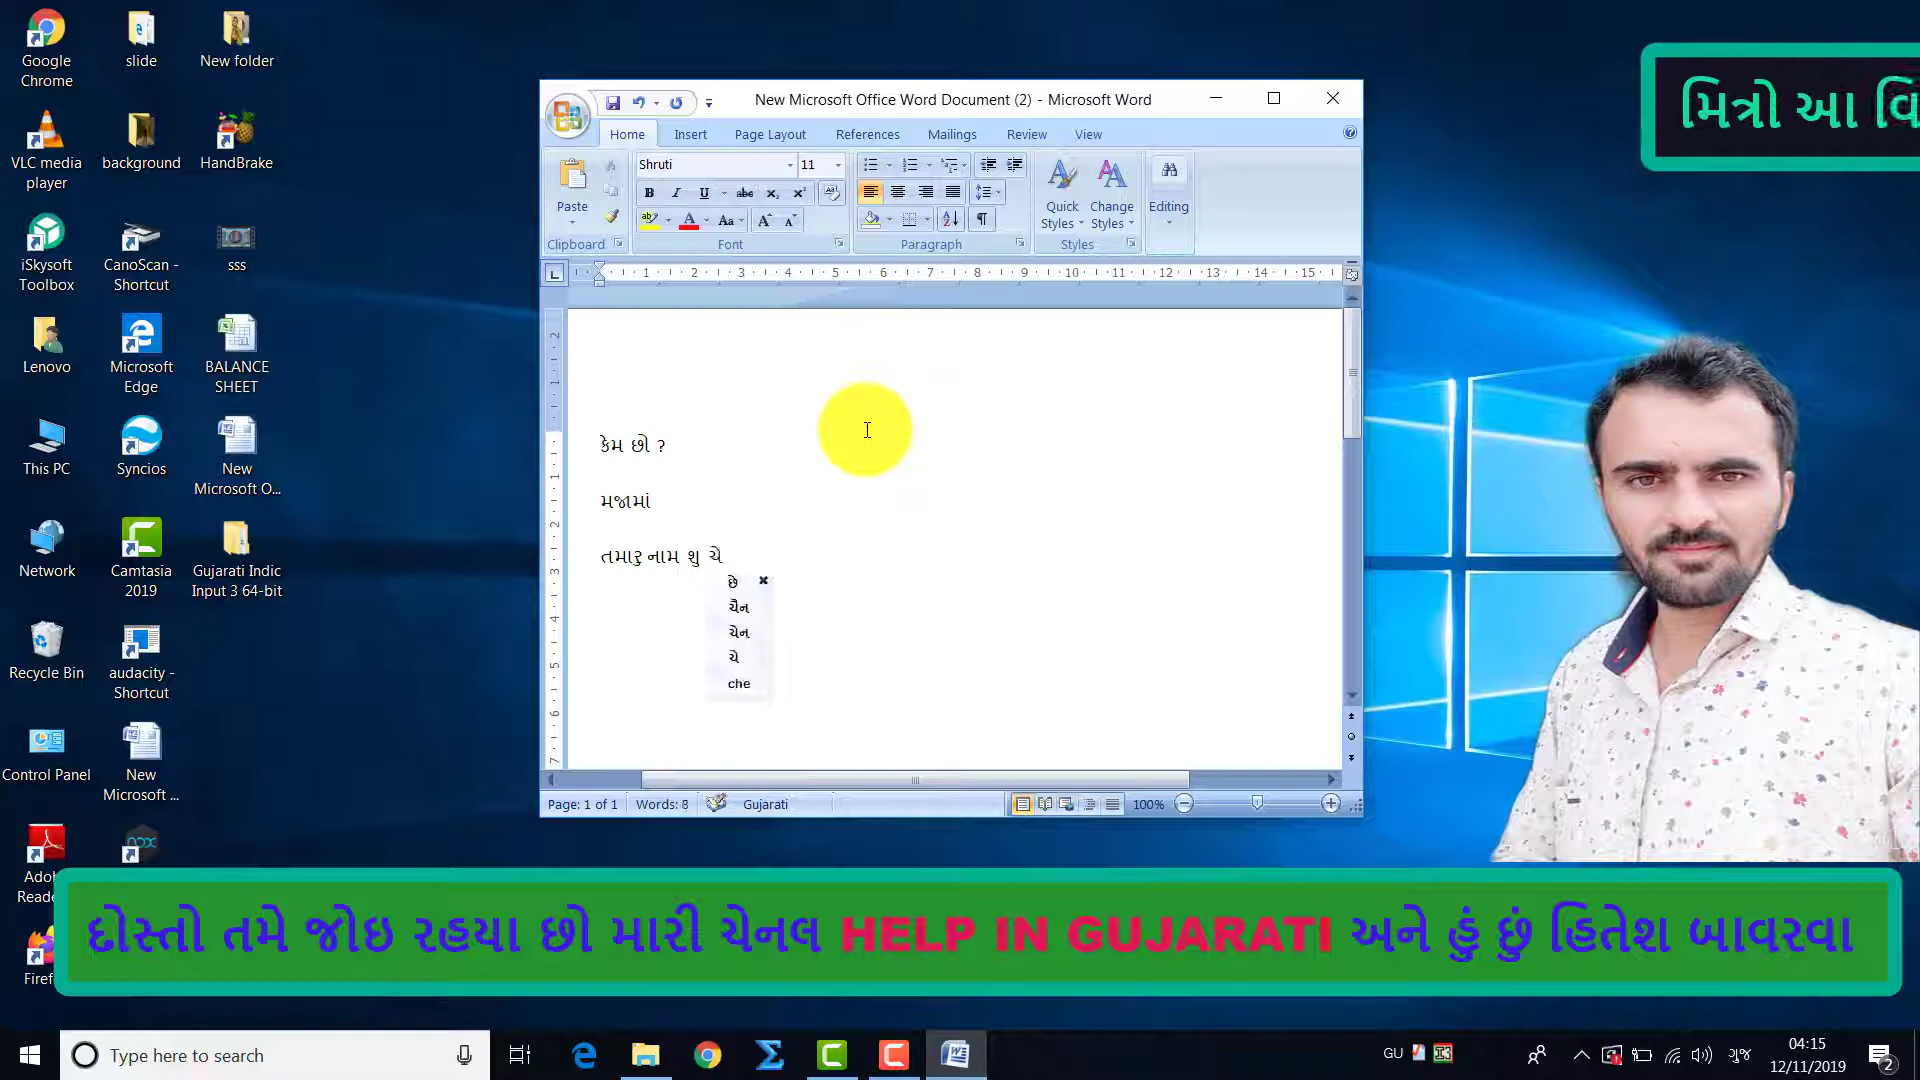 Google
Chrome
slide
New folder
VLC media
player
background
HandBrake
iSkysoft
Toolbox
CanoScan -
Shortcut
sss
Lenovo
Microsoft
Edge
BALANCE
SHEET
This PC
Syncios
New
Microsoft O...
Network
Camtasia
2019
Gujarati Indic
Input 3 64-bit
Recycle Bin
audacity -
Shortcut
Control Panel
New
Microsoft ...
Firef
New Microsoft Office Word Document (2) - Microsoft Word
Home Insert Page Layout References Mailings Review View
Shruti 11
Paste
Quick
Styles
Change
Styles
Editing
Clipboard Font Paragraph Styles
કેમ છો ?
મજામાં
તમારુ નામ શુ ચે
છે
ચૈન
ચેન
ચે
che
Page: 1 of 1 Words: 8 Gujarati 100%
મિત્રો આ વિ
દોસ્તો તમે જોઇ રહયા છો મારી ચેનલ HELP IN GUJARATI અને હું છું હિતેશ બાવરવા
Type here to search
GU
ગુજ
04:15
12/11/2019
2